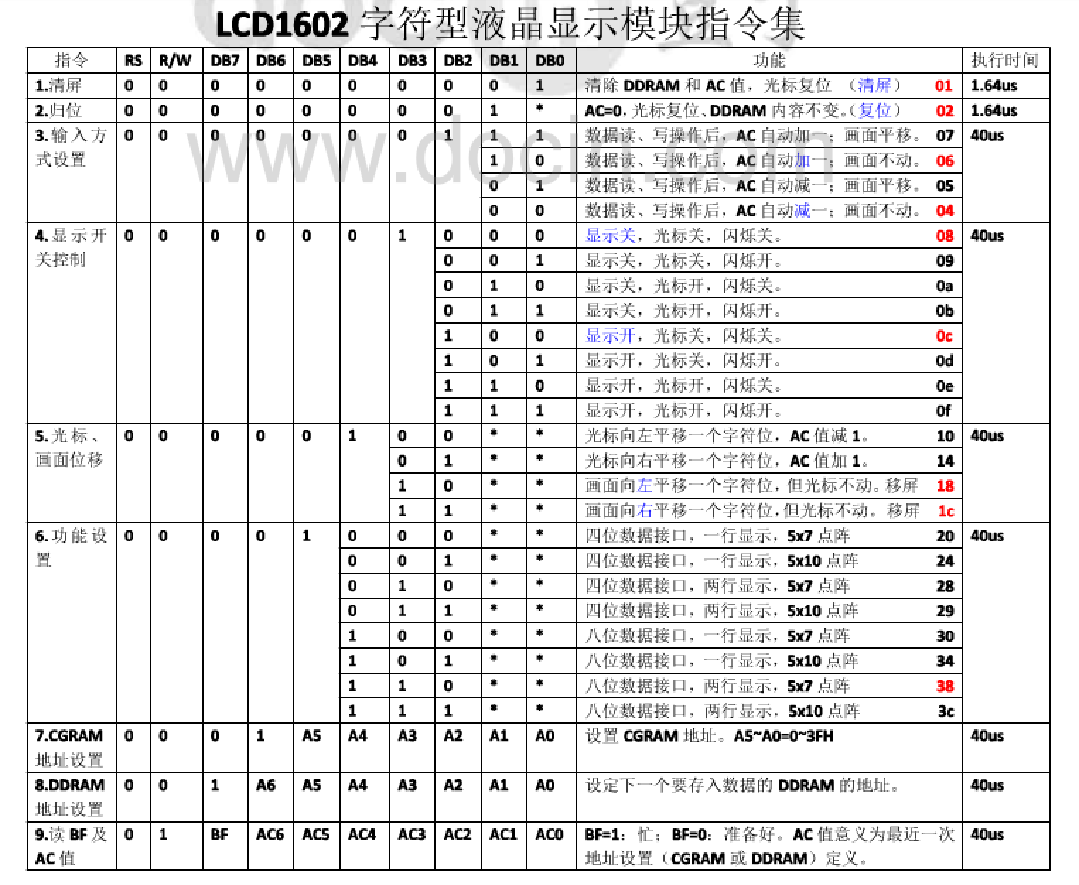 LCD1602 字符型液晶显示模块指令集
指令 RS R/W DB7 DB6 DB5 DB4 DB3 DB2 DB1 DB0 功能 执行时间
1.清屏 0 0 0 0 0 0 0 0 0 1 清除 DDRAM 和 AC 值，光标复位 （清屏） 01 1.64us
2.归位 0 0 0 0 0 0 0 0 1 * AC=0，光标复位、DDRAM 内容不变。（复位） 02 1.64us
3.输入方 0 0 0 0 0 0 0 1 1 1 数据读、写操作后，AC 自动加一；画面平移。 07 40us
式设置 1 0 数据读、写操作后，AC 自动加一；画面不动。 06
0 1 数据读、写操作后，AC 自动减一；画面平移。 05
0 0 数据读、写操作后，AC 自动减一；画面不动。 04
www.docin.com
4.显示开 0 0 0 0 0 0 1 0 0 0 显示关，光标关，闪烁关。 08 40us
关控制 0 0 1 显示关，光标关，闪烁开。 09
0 1 0 显示关，光标开，闪烁关。 0a
0 1 1 显示关，光标开，闪烁开。 0b
1 0 0 显示开，光标关，闪烁关。 0c
1 0 1 显示开，光标关，闪烁开。 0d
1 1 0 显示开，光标开，闪烁关。 0e
1 1 1 显示开，光标开，闪烁开。 0f
5.光标、 0 0 0 0 0 1 0 0 * * 光标向左平移一个字符位，AC 值减 1。 10 40us
画面位移 0 1 * * 光标向右平移一个字符位，AC 值加 1。 14
1 0 * * 画面向左平移一个字符位，但光标不动。移屏 18
1 1 * * 画面向右平移一个字符位，但光标不动。移屏 1c
6.功能设 0 0 0 0 1 0 0 0 * * 四位数据接口，一行显示，5x7 点阵 20 40us
置 0 0 1 * * 四位数据接口，一行显示，5x10 点阵 24
0 1 0 * * 四位数据接口，两行显示，5x7 点阵 28
0 1 1 * * 四位数据接口，两行显示，5x10 点阵 29
1 0 0 * * 八位数据接口，一行显示，5x7 点阵 30
1 0 1 * * 八位数据接口，一行显示，5x10 点阵 34
1 1 0 * * 八位数据接口，两行显示，5x7 点阵 38
1 1 1 * * 八位数据接口，两行显示，5x10 点阵 3c
7.CGRAM 0 0 0 1 A5 A4 A3 A2 A1 A0 设置 CGRAM 地址。A5~A0=0~3FH 40us
地址设置
8.DDRAM 0 0 1 A6 A5 A4 A3 A2 A1 A0 设定下一个要存入数据的 DDRAM 的地址。 40us
地址设置
9.读 BF 及 0 1 BF AC6 AC5 AC4 AC3 AC2 AC1 AC0 BF=1：忙；BF=0：准备好。AC 值意义为最近一次 40us
AC 值 地址设置（CGRAM 或 DDRAM）定义。